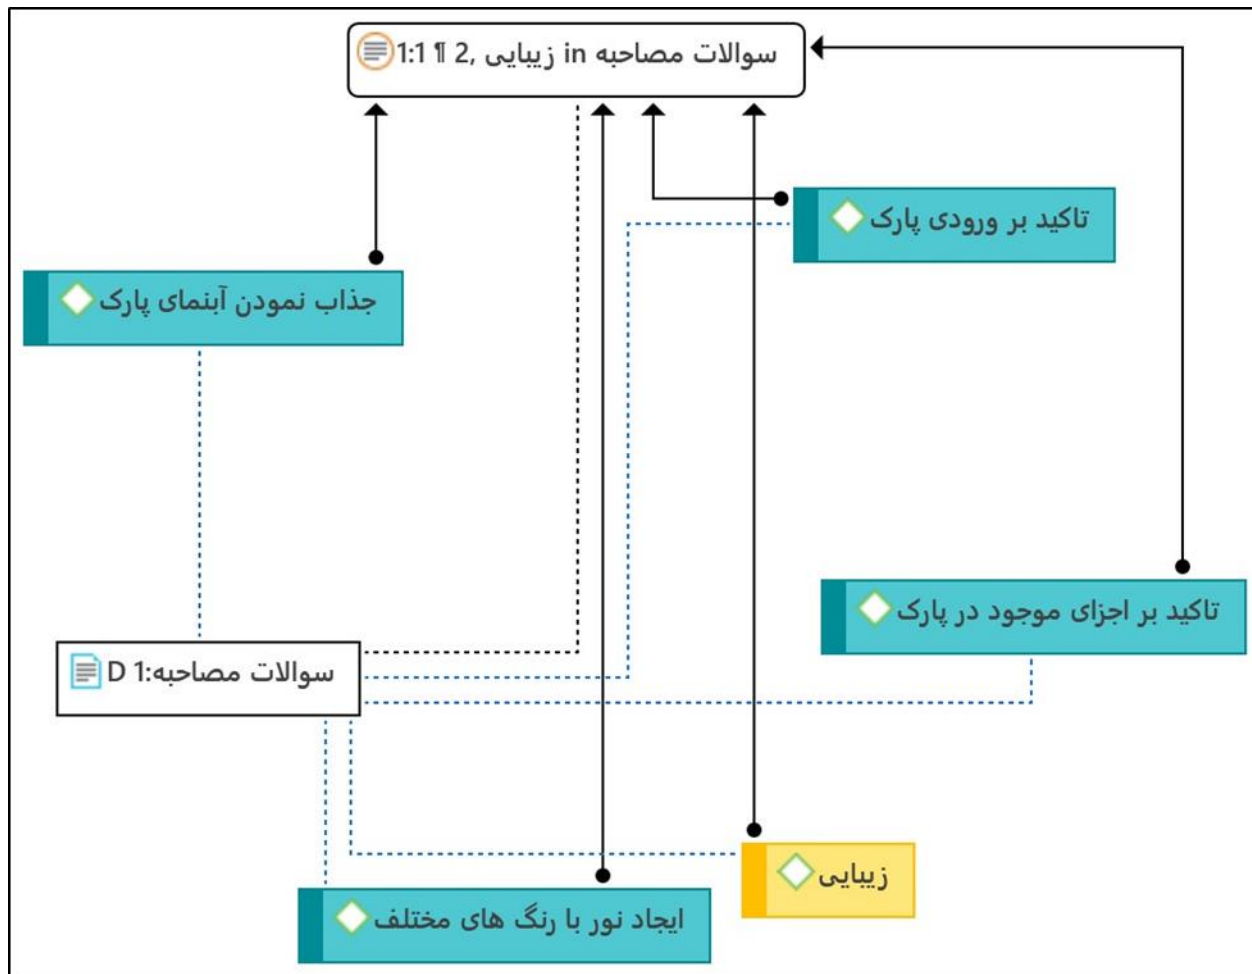 1:1 ¶ 2, زیبایی in سوالات مصاحبه
تاکید بر ورودی پارک
جذاب نمودن آبنمای پارک
تاکید بر اجزای موجود در پارک
D 1:سوالات مصاحبه
زیبایی
ایجاد نور با رنگ های مختلف